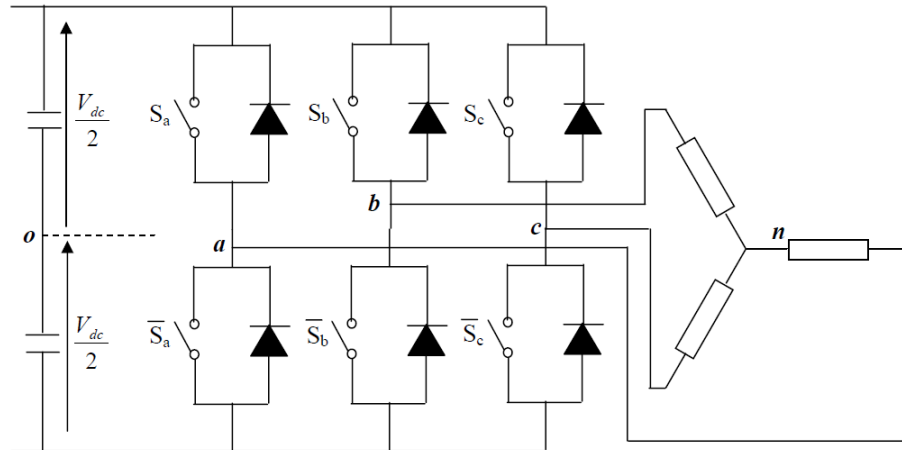 V_dc/2
S_a
S_b
S_c
b
o
a
c
n
V_dc/2
S̅_a
S̅_b
S̅_c